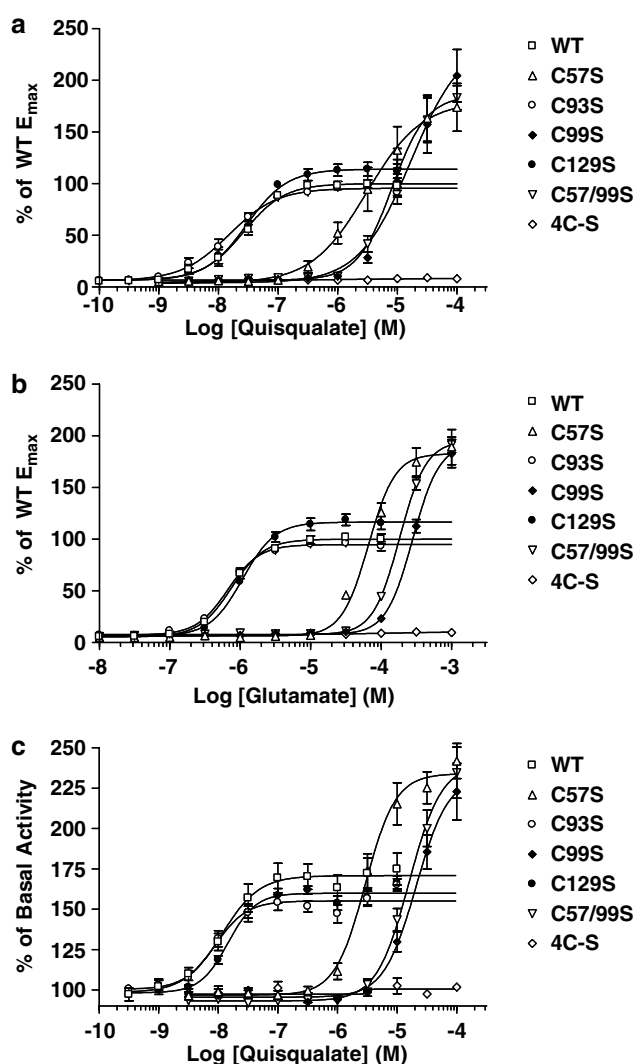 a
250
200
150
100
50
0
% of WT Emax
-10 -9 -8 -7 -6 -5 -4
Log [Quisqualate] (M)
WT
C57S
C93S
C99S
C129S
C57/99S
4C-S
b
250
200
150
100
50
0
% of WT Emax
-8 -7 -6 -5 -4 -3
Log [Glutamate] (M)
WT
C57S
C93S
C99S
C129S
C57/99S
4C-S
c
250
225
200
175
150
125
100
% of Basal Activity
-10 -9 -8 -7 -6 -5 -4
Log [Quisqualate] (M)
WT
C57S
C93S
C99S
C129S
C57/99S
4C-S